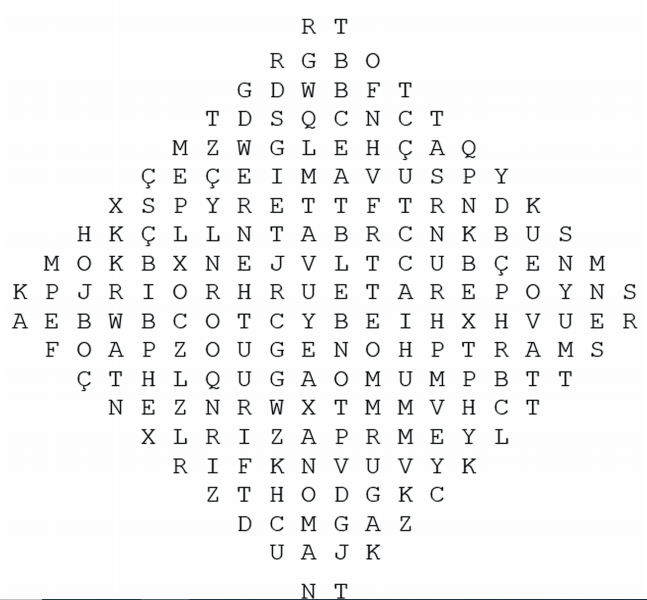 R T
R G B O
G D W B F T
T D S Q C N C T
M Z W G L E H Ç A Q
Ç E Ç E I M A V U S P Y
X S P Y R E T T F T R N D K
H K Ç L L N T A B R C N K B U S
M O K B X N E J V L T C U B Ç E N M
K P J R I O R H R U E T A R E P O Y N S
A E B W B C O T C Y B E I H X H V U E R
F O A P Z O U G E N O H P T R A M S
Ç T H L Q U G A O M U M P B T T
N E Z N R W X T M M V H C T
X L R I Z A P R M E Y L
R I F K N V U V Y K
Z T H O D G K C
D C M G A Z
U A J K
N T